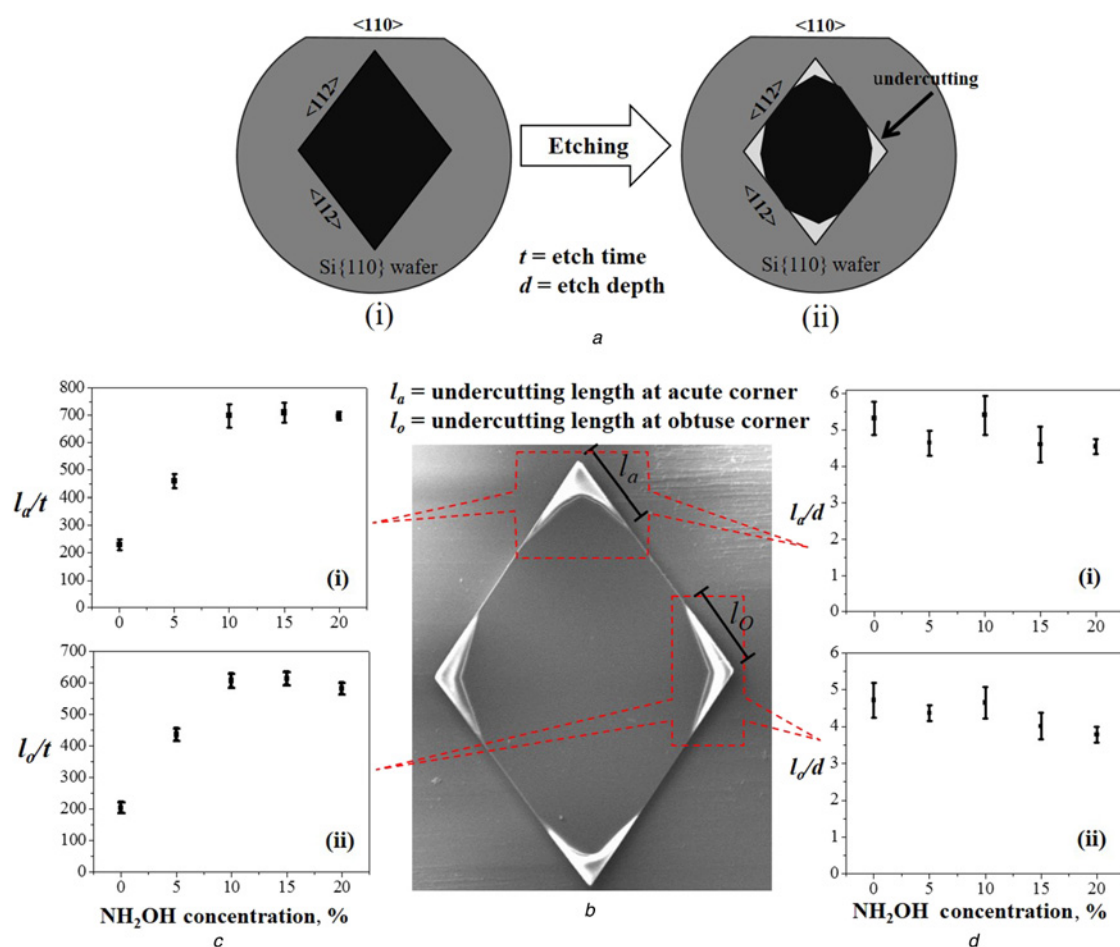 <110>
<112>
<112>
Si{110} wafer
(i)
Etching
t = etch time
d = etch depth
<110>
undercutting
<112>
<112>
Si{110} wafer
(ii)
a
la = undercutting length at acute corner
lo = undercutting length at obtuse corner
la/t
800
700
600
500
400
300
200
100
0
0 5 10 15 20
(i)
lo/t
700
600
500
400
300
200
100
0
0 5 10 15 20
(ii)
NH2OH concentration, %
c
la
lO
b
la/d
6
5
4
3
2
1
0
0 5 10 15 20
(i)
lo/d
6
5
4
3
2
1
0
0 5 10 15 20
(ii)
NH2OH concentration, %
d